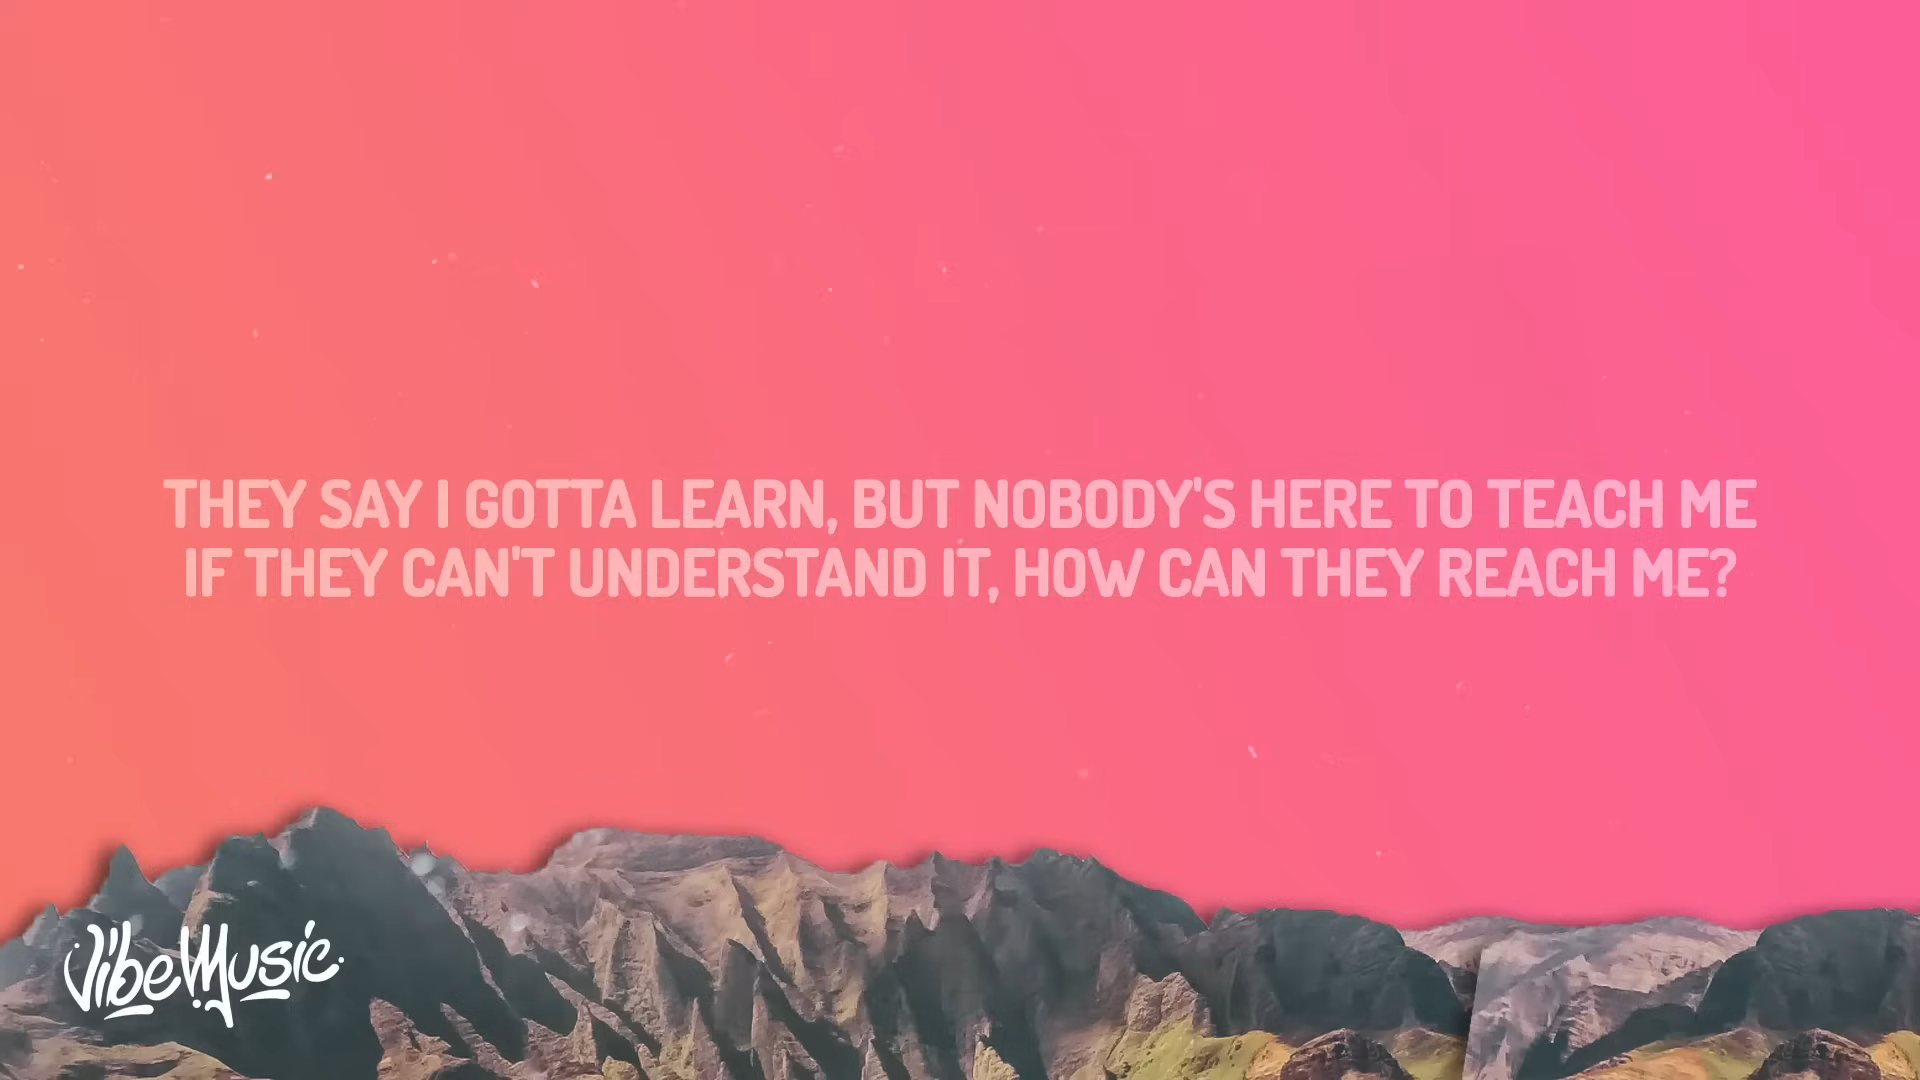 THEY SAY I GOTTA LEARN, BUT NOBODY'S HERE TO TEACH ME
IF THEY CAN'T UNDERSTAND IT, HOW CAN THEY REACH ME?
VibeMusic